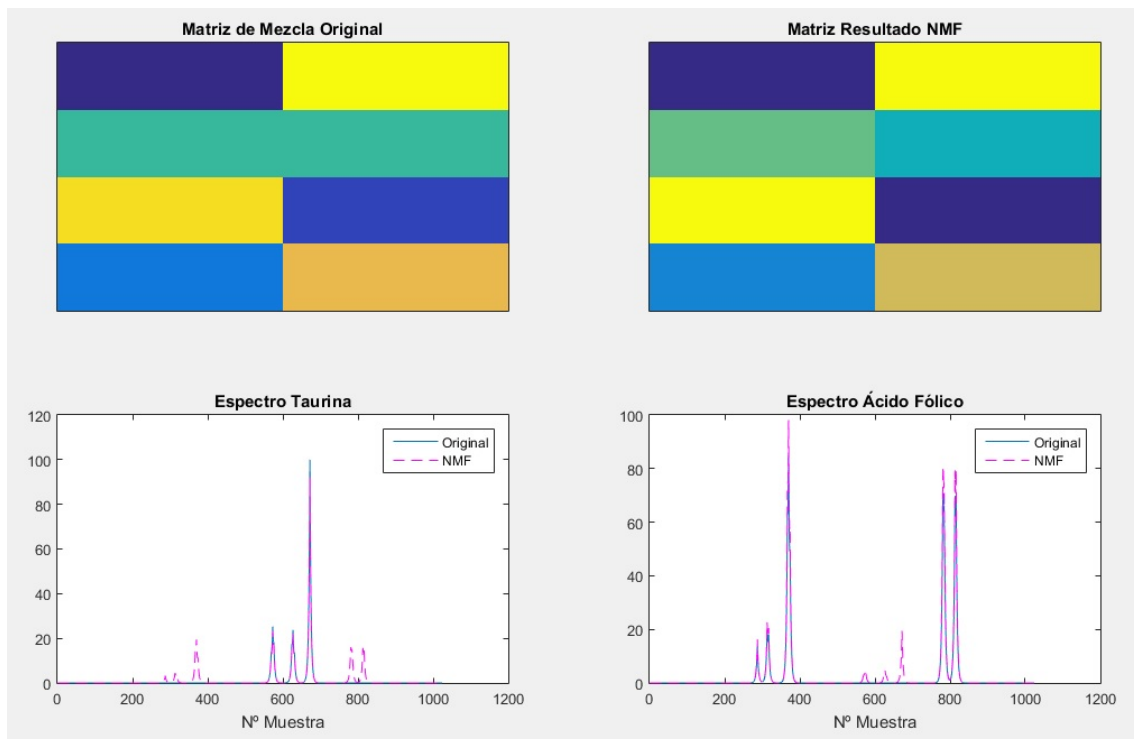 Matriz de Mezcla Original
Matriz Resultado NMF
Espectro Taurina
120
100
80
60
40
20
0
0
200
400
600
800
1000
1200
Original
NMF
Nº Muestra
Espectro Ácido Fólico
100
80
60
40
20
0
0
200
400
600
800
1000
1200
Original
NMF
Nº Muestra